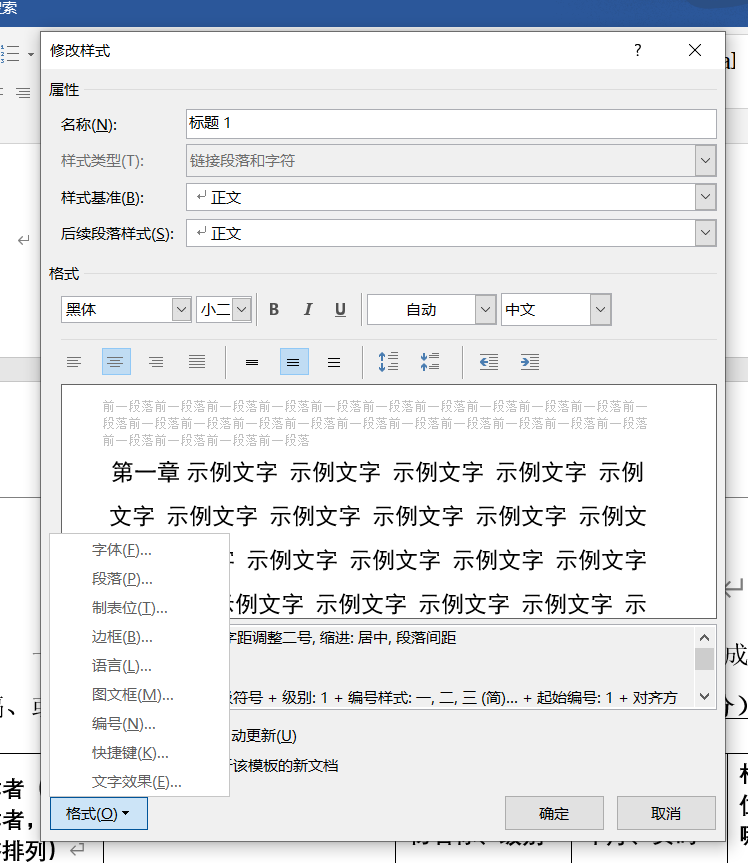 修改样式 ?
属性
名称(N): 标题 1
样式类型(T): 链接段落和字符
样式基准(B): ↵ 正文
后续段落样式(S): ↵ 正文
格式
黑体 小二 B I U 自动 中文
前一段落前一段落前一段落前一段落前一段落前一段落前一段落前一段落前一段落前一段落前一
段落前一段落前一段落前一段落前一段落前一段落前一段落前一段落前一段落前一段落前一段落
前一段落前一段落前一段落前一段落
第一章 示例文字 示例文字 示例文字 示例文字 示例
文字 示例文字 示例文字 示例文字 示例文字 示例文
示例文字 示例文字 示例文字 示例文字
例文字 示例文字 示例文字 示例文字 示
字体(F)...
段落(P)...
制表位(T)...
边框(B)...
语言(L)...
图文框(M)...
编号(N)...
快捷键(K)...
文字效果(E)...
字距调整二号, 缩进: 居中, 段落间距
符号 + 级别: 1 + 编号样式: 一, 二, 三 (简)... + 起始编号: 1 + 对齐方
动更新(U)
该模板的新文档
格式(O) 确定 取消
成
者
者，
排列）